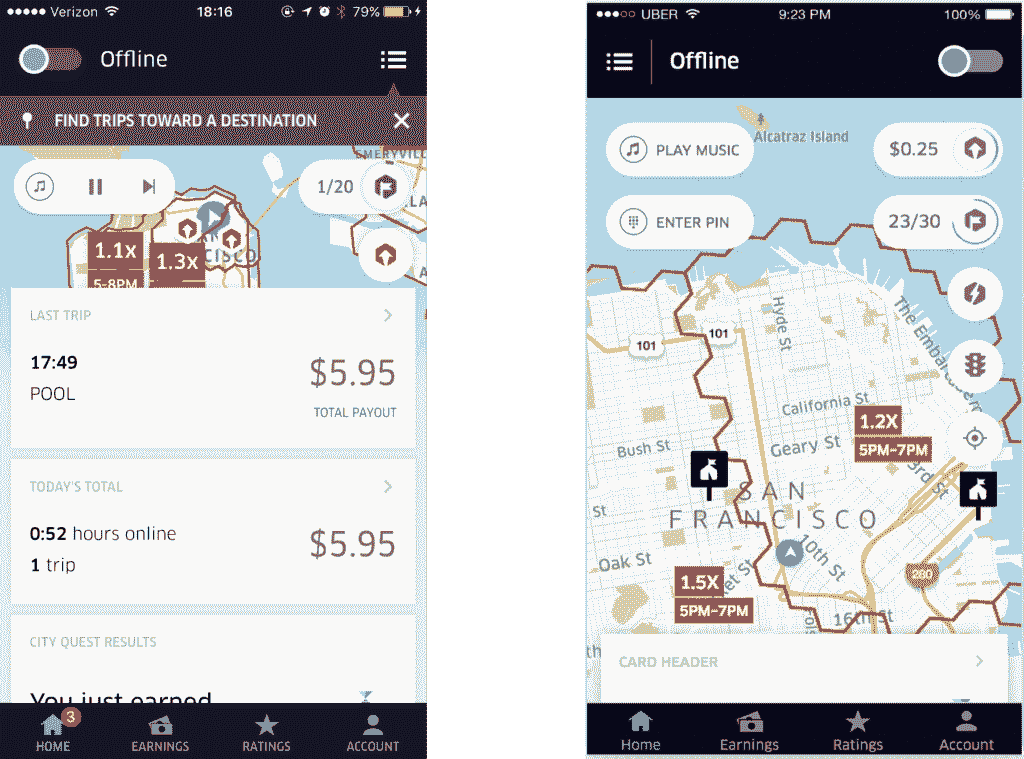 Verizon 18:16 79%
Offline
FIND TRIPS TOWARD A DESTINATION
EMERYVILL
1/20
1.1x
5-8PM
1.3x
LAST TRIP
17:49
POOL
$5.95
TOTAL PAYOUT
TODAY'S TOTAL
0:52 hours online
1 trip
$5.95
CITY QUEST RESULTS
You just earned
3
HOME EARNINGS RATINGS ACCOUNT
UBER 9:23 PM 100%
Offline
Alcatraz Island
PLAY MUSIC
$0.25
ENTER PIN
23/30
101
101
Hyde St
The Embarcadero
California St
1.2X
5PM-7PM
Bush St
Geary St
3rd St
SAN
FRANCISCO
St
Oak St
10th St
280
1.5X
5PM-7PM
16th St
CARD HEADER
Home Earnings Ratings Account